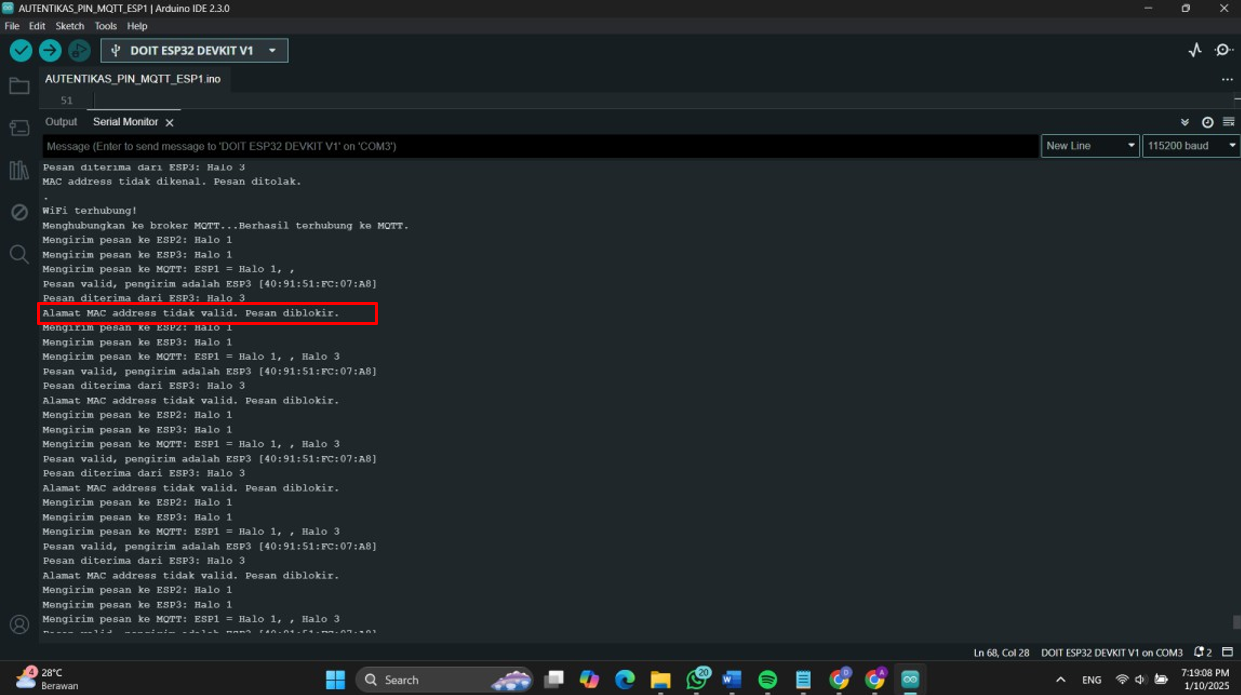 AUTENTIKAS_PIN_MQTT_ESP1 | Arduino IDE 2.3.0
File Edit Sketch Tools Help
DOIT ESP32 DEVKIT V1
AUTENTIKAS_PIN_MQTT_ESP1.ino
51
Output Serial Monitor
Message (Enter to send message to 'DOIT ESP32 DEVKIT V1' on 'COM3')
New Line
115200 baud
Pesan diterima dari ESP3: Halo 3
MAC address tidak dikenal. Pesan ditolak.
.
WiFi terhubung!
Menghubungkan ke broker MQTT...Berhasil terhubung ke MQTT.
Mengirim pesan ke ESP2: Halo 1
Mengirim pesan ke ESP3: Halo 1
Mengirim pesan ke MQTT: ESP1 = Halo 1, ,
Pesan valid, pengirim adalah ESP3 [40:91:51:FC:07:A8]
Pesan diterima dari ESP3: Halo 3
Alamat MAC address tidak valid. Pesan diblokir.
Mengirim pesan ke ESP2: Halo 1
Mengirim pesan ke ESP3: Halo 1
Mengirim pesan ke MQTT: ESP1 = Halo 1, , Halo 3
Pesan valid, pengirim adalah ESP3 [40:91:51:FC:07:A8]
Pesan diterima dari ESP3: Halo 3
Alamat MAC address tidak valid. Pesan diblokir.
Mengirim pesan ke ESP2: Halo 1
Mengirim pesan ke ESP3: Halo 1
Mengirim pesan ke MQTT: ESP1 = Halo 1, , Halo 3
Pesan valid, pengirim adalah ESP3 [40:91:51:FC:07:A8]
Pesan diterima dari ESP3: Halo 3
Alamat MAC address tidak valid. Pesan diblokir.
Mengirim pesan ke ESP2: Halo 1
Mengirim pesan ke ESP3: Halo 1
Mengirim pesan ke MQTT: ESP1 = Halo 1, , Halo 3
Pesan valid, pengirim adalah ESP3 [40:91:51:FC:07:A8]
Pesan diterima dari ESP3: Halo 3
Alamat MAC address tidak valid. Pesan diblokir.
Mengirim pesan ke ESP2: Halo 1
Mengirim pesan ke ESP3: Halo 1
Mengirim pesan ke MQTT: ESP1 = Halo 1, , Halo 3
Pesan valid, pengirim adalah ESP3 [40:91:51:FC:07:A8]
Ln 68, Col 28 DOIT ESP32 DEVKIT V1 on COM3 2
4
28°C
Berawan
Search
20
D
A
ENG
7:19:08 PM
1/10/2025